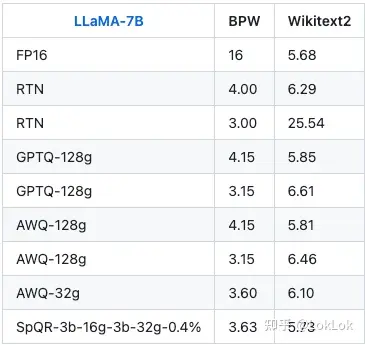 LLaMA-7B BPW Wikitext2
FP16 16 5.68
RTN 4.00 6.29
RTN 3.00 25.54
GPTQ-128g 4.15 5.85
GPTQ-128g 3.15 6.61
AWQ-128g 4.15 5.81
AWQ-128g 3.15 6.46
AWQ-32g 3.60 6.10
SpQR-3b-16g-3b-32g-0.4% 3.63 5.73
知乎 @LokLok